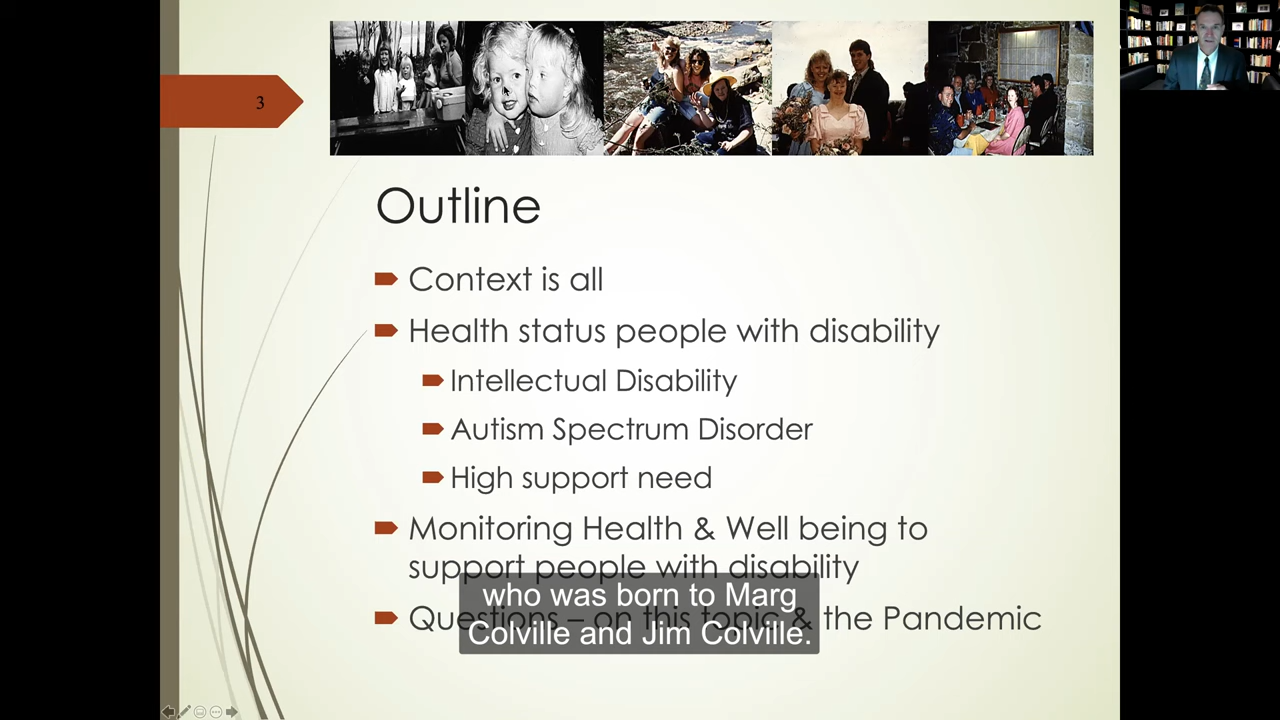 3
Outline
Context is all
Health status people with disability
Intellectual Disability
Autism Spectrum Disorder
High support need
Monitoring Health & Well being to
support people with disability
Questions – on this topic & the Pandemic
who was born to Marg
Colville and Jim Colville.